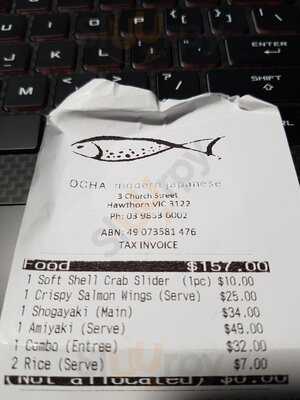 ENTER
SHIFT
OCHA modern japanese
3 Church Street
Hawthorn VIC 3122
Ph: 03 9853 6002
ABN: 49 073581 476
TAX INVOICE
Food $157.00
1 Soft Shell Crab Slider (1pc) $10.00
1 Crispy Salmon Wings (Serve) $25.00
1 Shogayaki (Main) $34.00
1 Amiyaki (Serve) $49.00
1 Combo (Entree) $32.00
2 Rice (Serve) $7.00
(Not allocated) $0.00